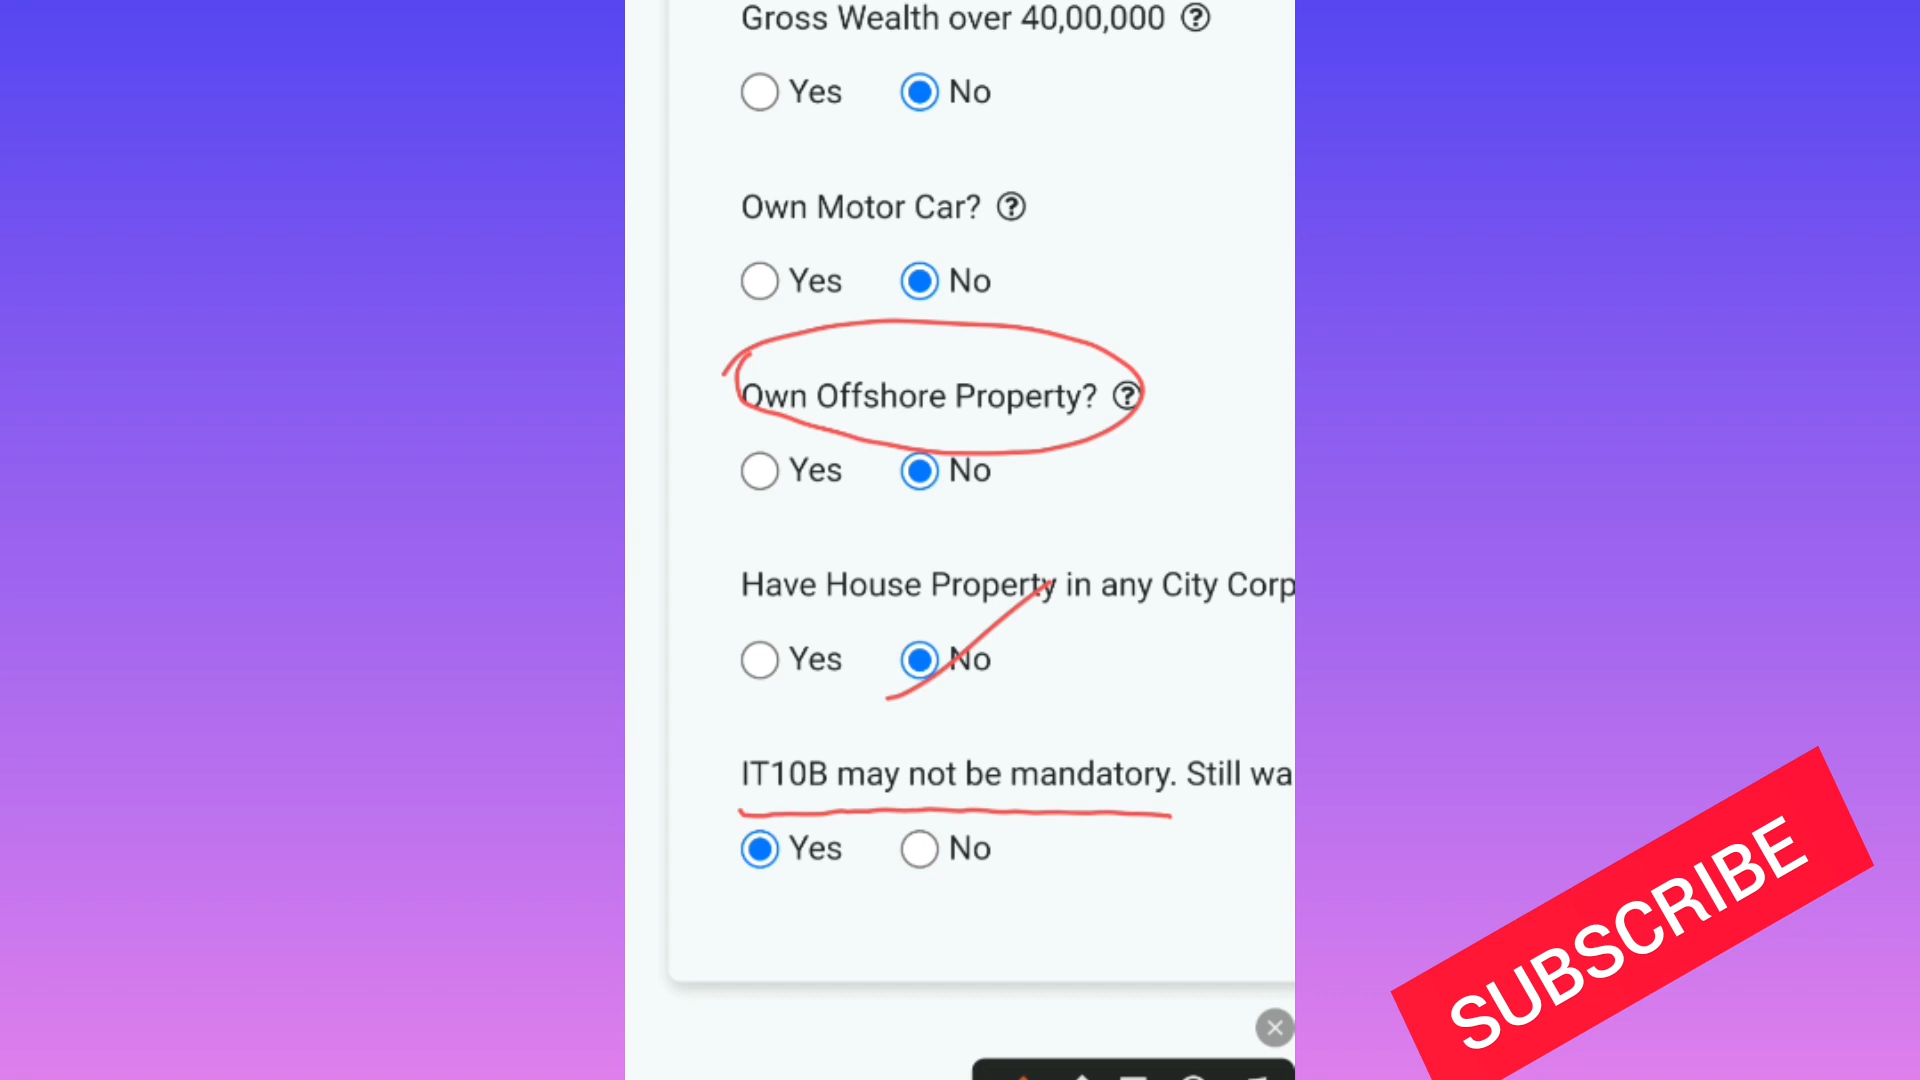 Gross Wealth over 40,00,000 ?
Yes No
Own Motor Car? ?
Yes No
Own Offshore Property? ?
Yes No
Have House Property in any City Corp
Yes No
IT10B may not be mandatory. Still wa
Yes No
SUBSCRIBE